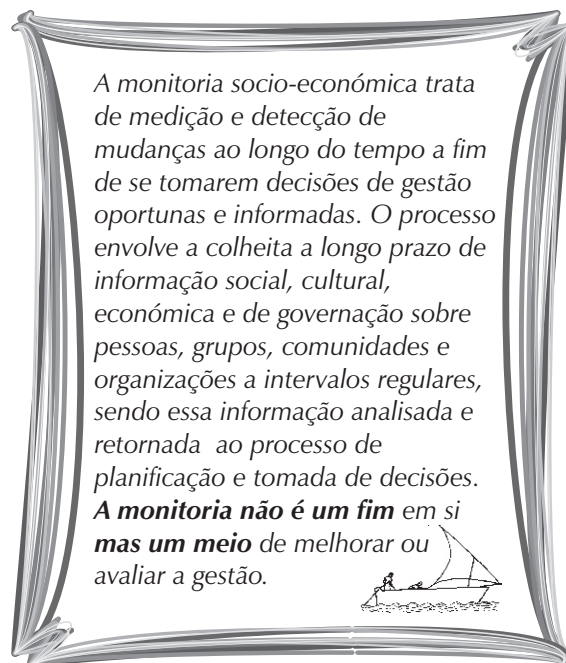 A monitoria socio-económica trata
de medição e detecção de
mudanças ao longo do tempo a fim
de se tomarem decisões de gestão
oportunas e informadas. O processo
envolve a colheita a longo prazo de
informação social, cultural,
económica e de governação sobre
pessoas, grupos, comunidades e
organizações a intervalos regulares,
sendo essa informação analisada e
retornada  ao processo de
planificação e tomada de decisões.
A monitoria não é um fim em si
mas um meio de melhorar ou
avaliar a gestão.